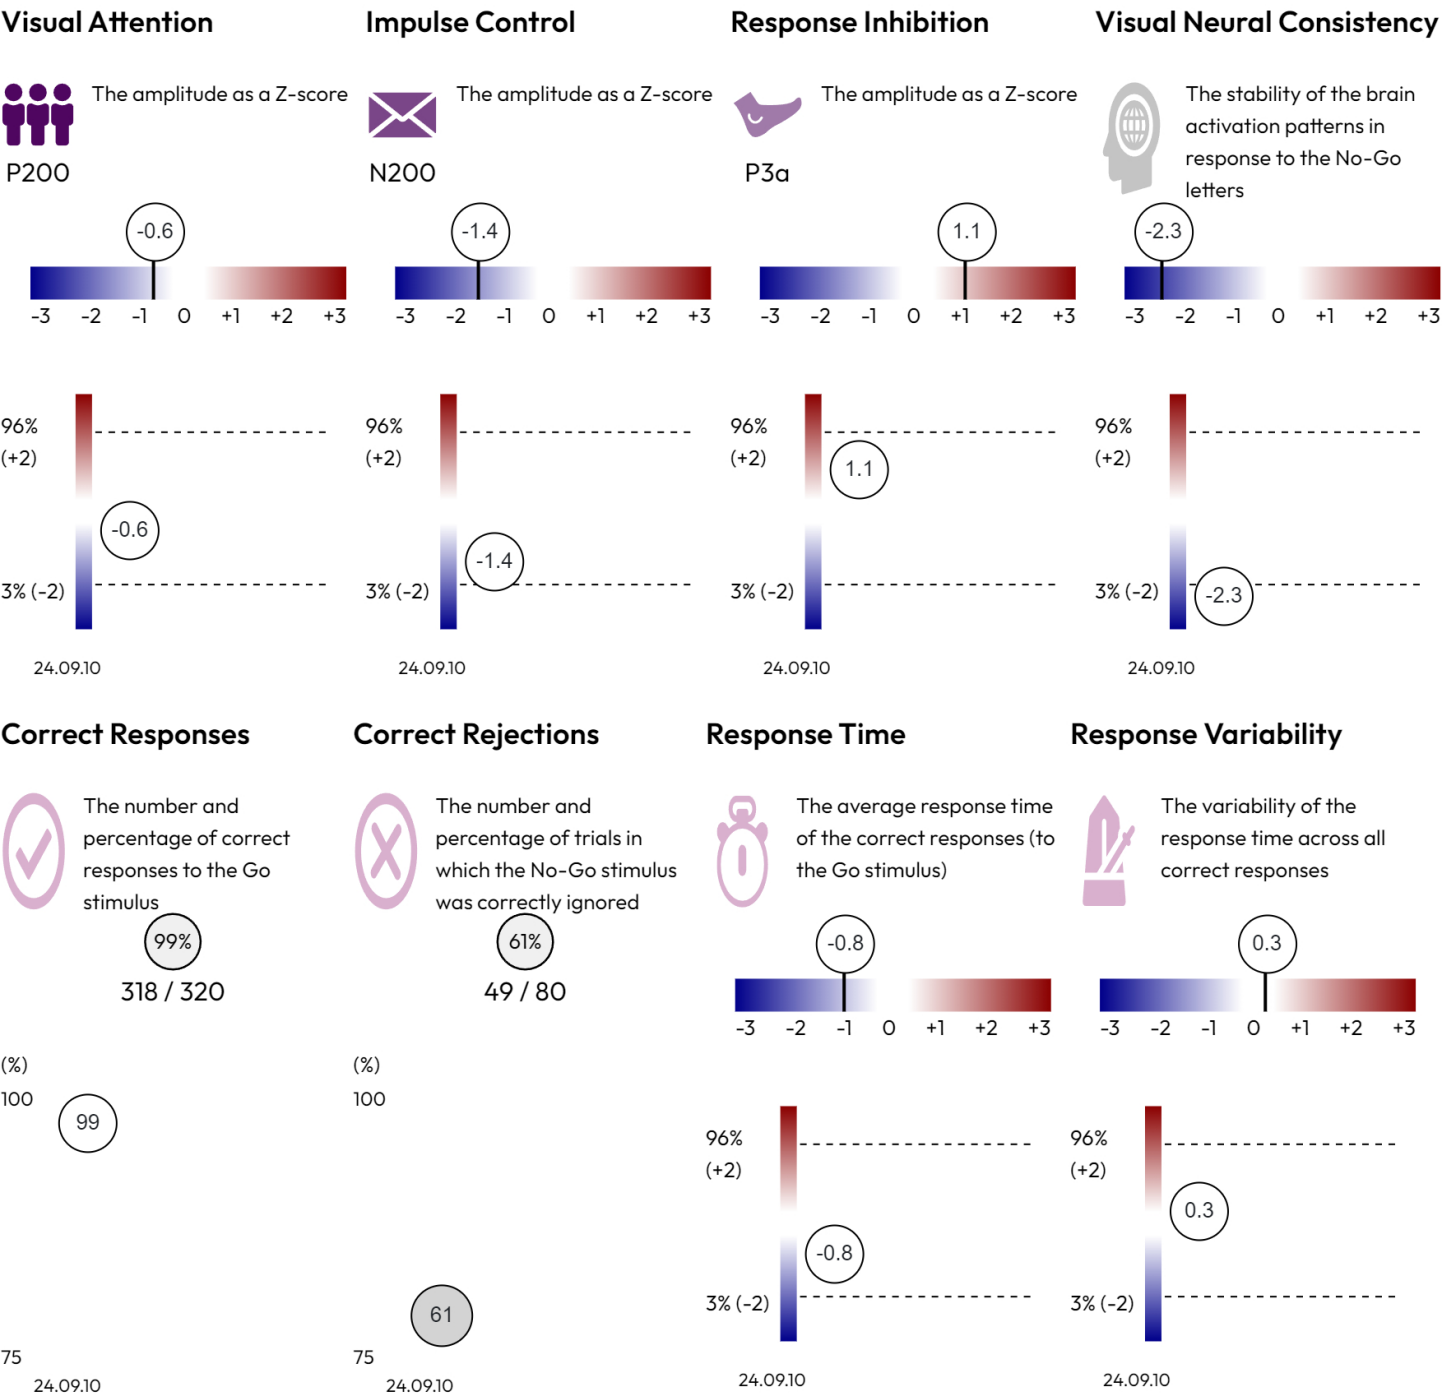 Visual Attention
The amplitude as a Z-score
P200
-0.6
-3 -2 -1 0 +1 +2 +3
96%
(+2)
-0.6
3% (-2)
24.09.10
Impulse Control
The amplitude as a Z-score
N200
-1.4
-3 -2 -1 0 +1 +2 +3
96%
(+2)
-1.4
3% (-2)
24.09.10
Response Inhibition
The amplitude as a Z-score
P3a
1.1
-3 -2 -1 0 +1 +2 +3
96%
(+2)
1.1
3% (-2)
24.09.10
Visual Neural Consistency
The stability of the brain
activation patterns in
response to the No-Go
letters
-2.3
-3 -2 -1 0 +1 +2 +3
96%
(+2)
3% (-2)
-2.3
24.09.10
Correct Responses
The number and
percentage of correct
responses to the Go
stimulus
99%
318 / 320
(%)
100
99
75
24.09.10
Correct Rejections
The number and
percentage of trials in
which the No-Go stimulus
was correctly ignored
61%
49 / 80
(%)
100
61
75
24.09.10
Response Time
The average response time
of the correct responses (to
the Go stimulus)
-0.8
-3 -2 -1 0 +1 +2 +3
96%
(+2)
-0.8
3% (-2)
24.09.10
Response Variability
The variability of the
response time across all
correct responses
0.3
-3 -2 -1 0 +1 +2 +3
96%
(+2)
0.3
3% (-2)
24.09.10